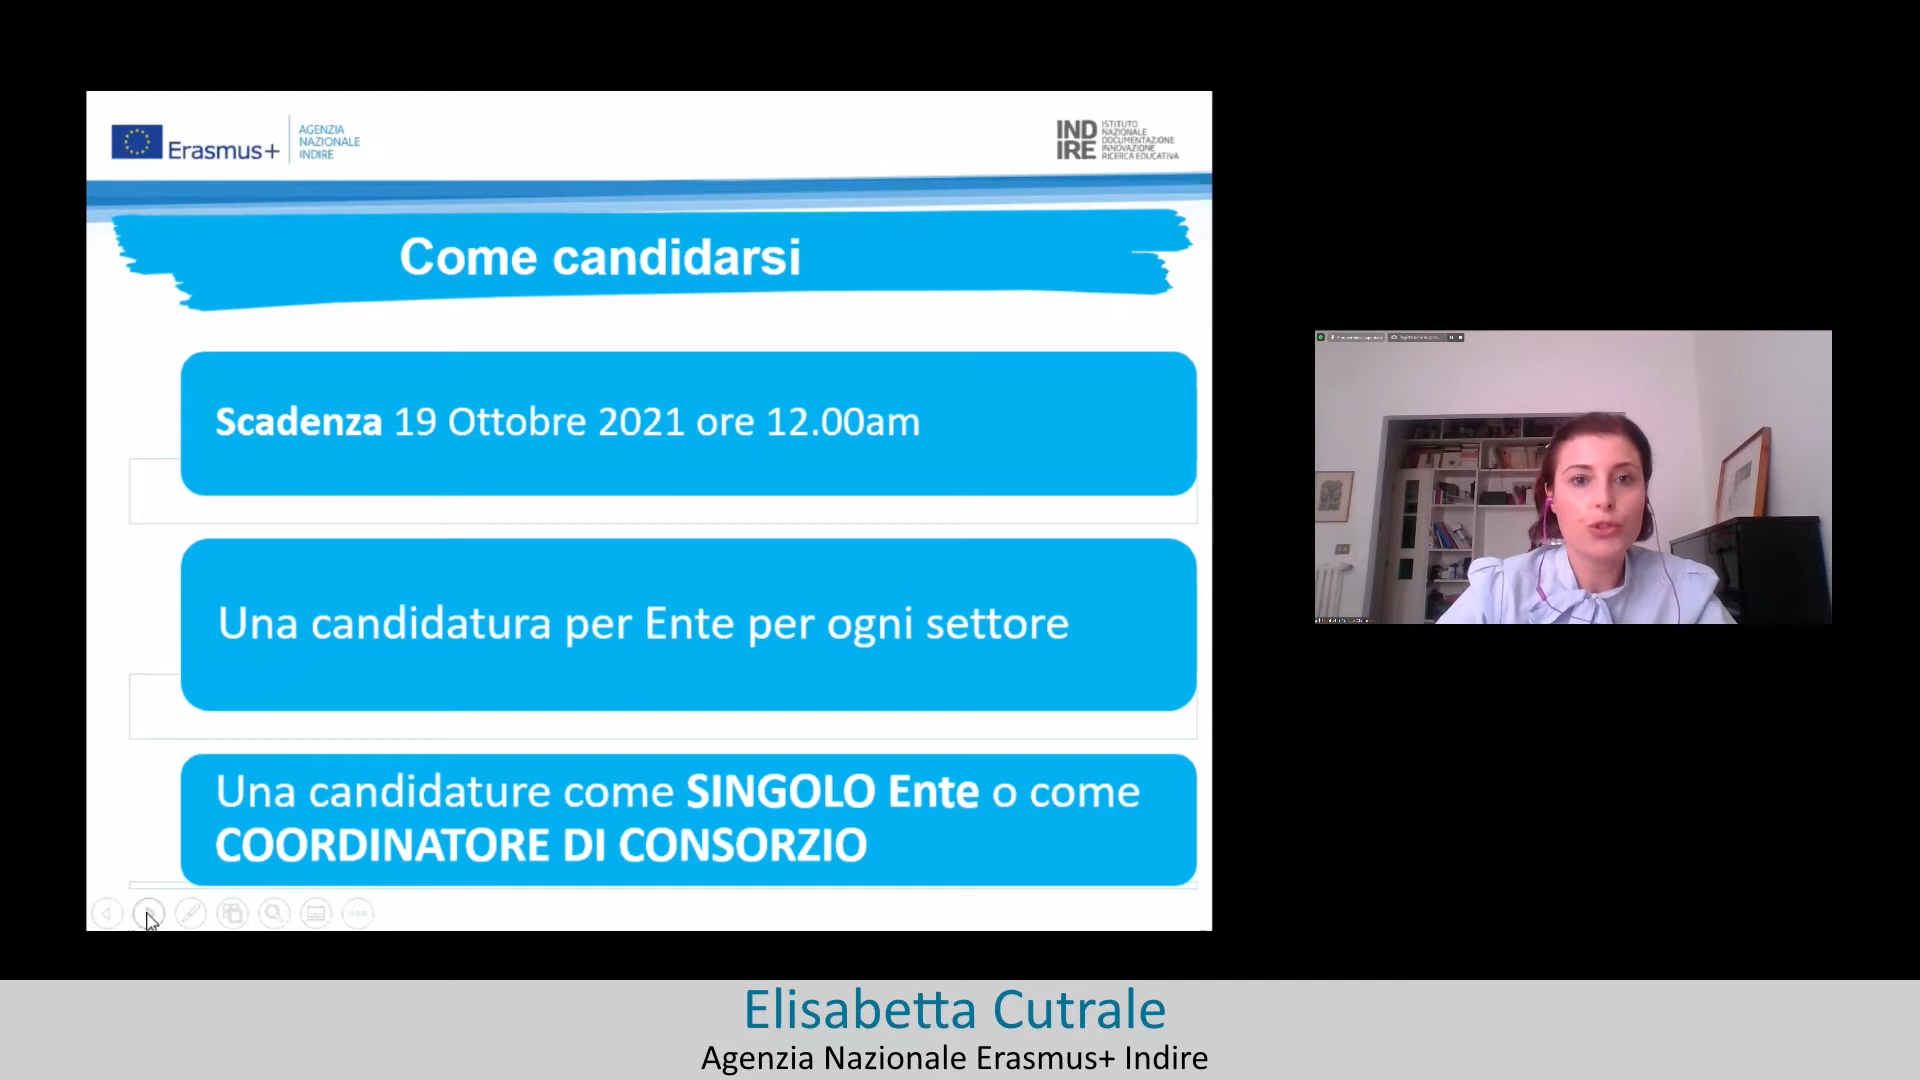 Erasmus+
AGENZIA
NAZIONALE
INDIRE
IND
IRE
ISTITUTO
NAZIONALE
DOCUMENTAZIONE
INNOVAZIONE
RICERCA EDUCATIVA
Come candidarsi
Scadenza 19 Ottobre 2021 ore 12.00am
Una candidatura per Ente per ogni settore
Una candidature come SINGOLO Ente o come
COORDINATORE DI CONSORZIO
Elisabetta Cutrale
Agenzia Nazionale Erasmus+ Indire